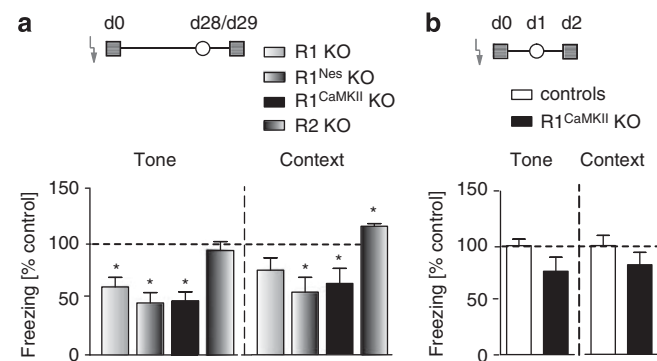 a
d0 d28/d29
R1 KO
R1Nes KO
R1CaMKII KO
R2 KO
Tone Context
Freezing [% control]
150
100
50
0
* * * * * *
b
d0 d1 d2
controls
R1CaMKII KO
Tone Context
Freezing [% control]
150
100
50
0